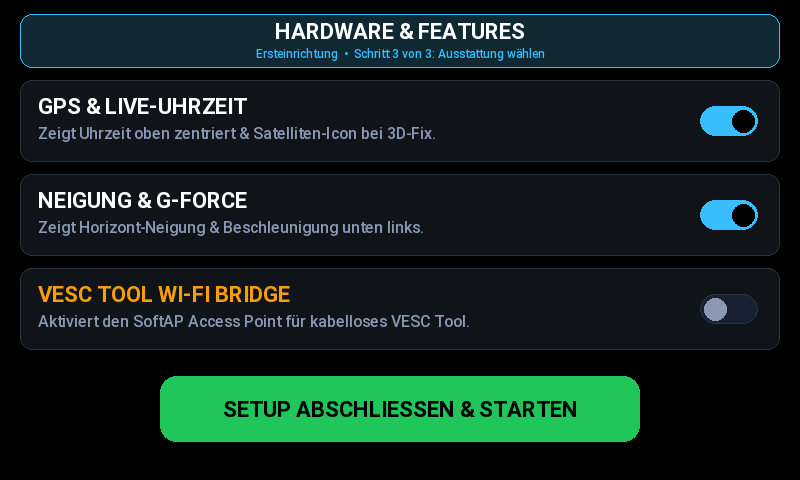 HARDWARE & FEATURES
Ersteinrichtung • Schritt 3 von 3: Ausstattung wählen
GPS & LIVE-UHRZEIT
Zeigt Uhrzeit oben zentriert & Satelliten-Icon bei 3D-Fix.
NEIGUNG & G-FORCE
Zeigt Horizont-Neigung & Beschleunigung unten links.
VESC TOOL WI-FI BRIDGE
Aktiviert den SoftAP Access Point für kabelloses VESC Tool.
SETUP ABSCHLIESSEN & STARTEN